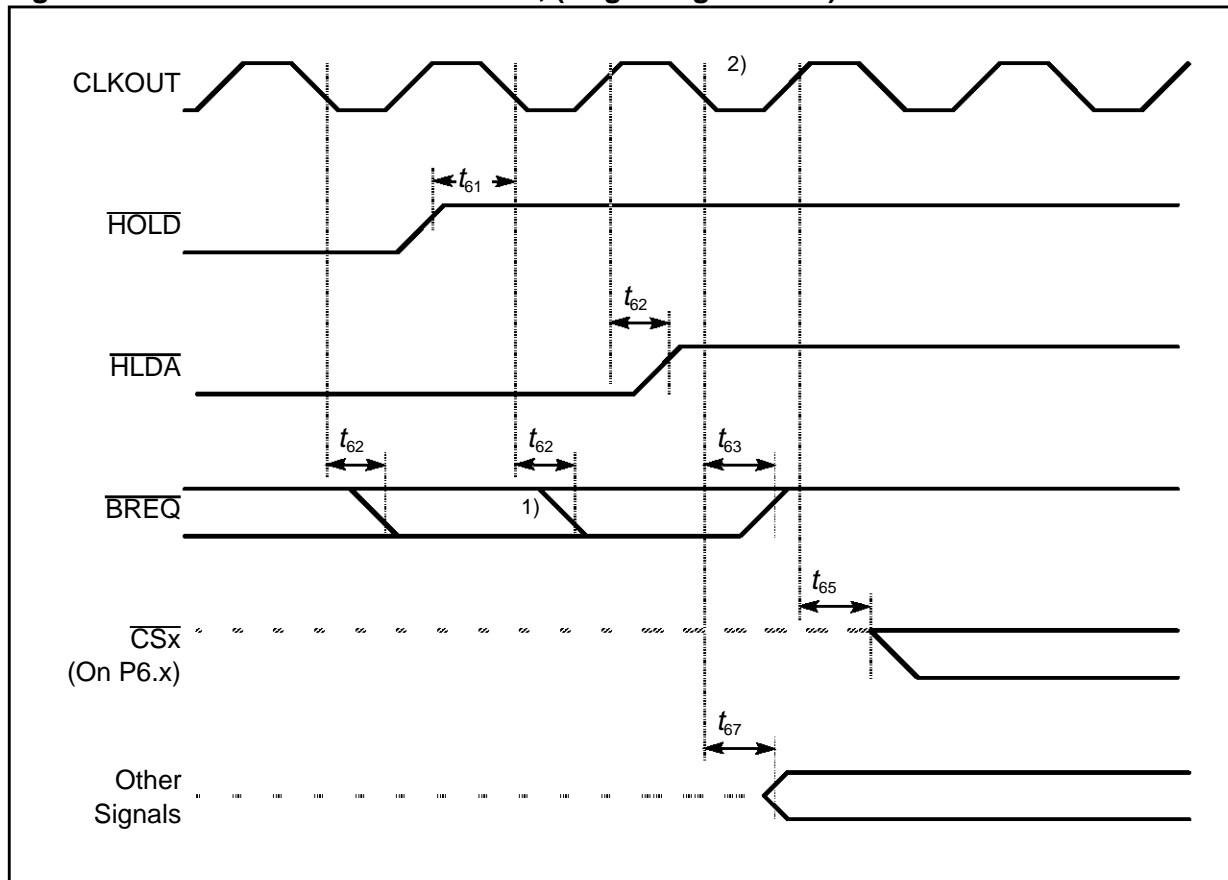 CLKOUT
2)
t61
HOLD
t62
HLDA
t62
t62
t63
BREQ
1)
t65
CSx
(On P6.x)
t67
Other
Signals